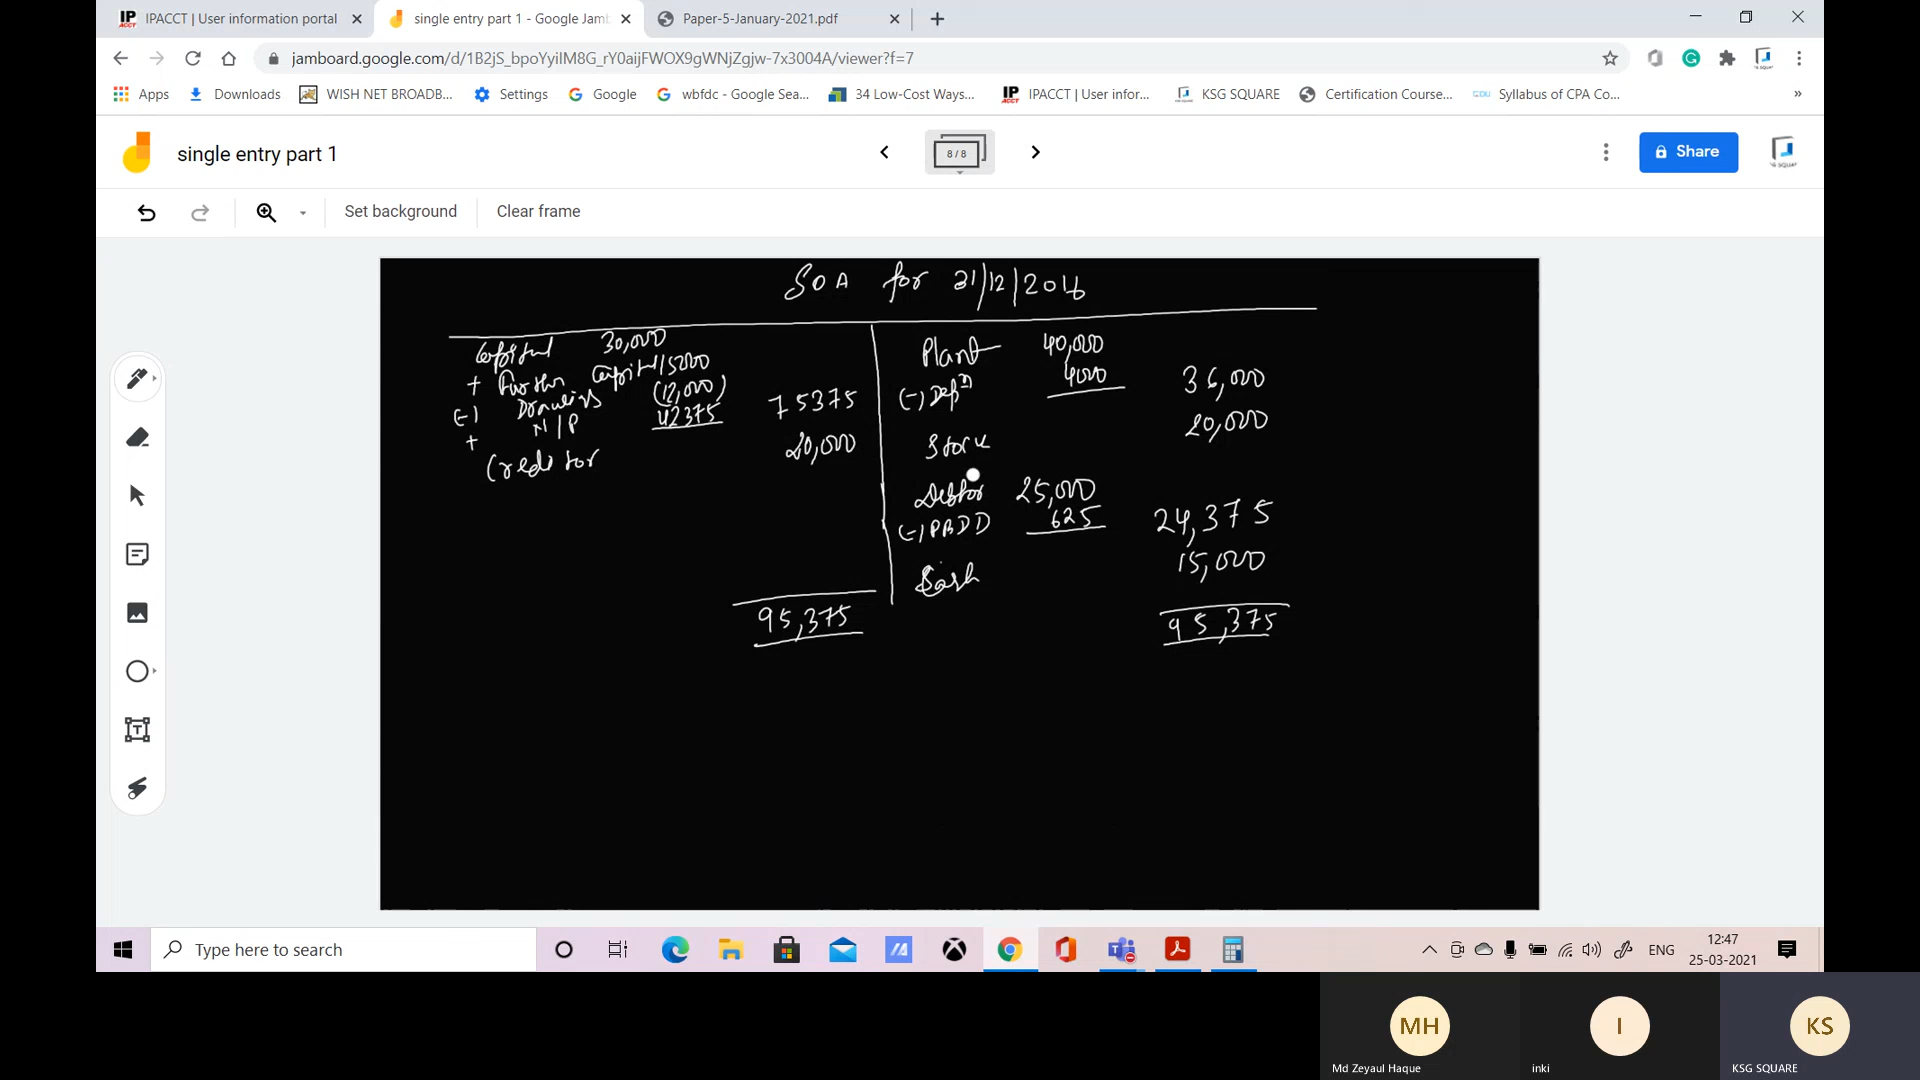 IPACCT | User information portal
single entry part 1 - Google Jamb
Paper-5-January-2021.pdf
jamboard.google.com/d/1B2jS_bpoYyiIM8G_rY0aijFWOX9gWNjZgjw-7x3004A/viewer?f=7
Apps
Downloads
WISH NET BROADB...
Settings
Google
wbfdc - Google Sea...
34 Low-Cost Ways...
IPACCT | User infor...
KSG SQUARE
Certification Course...
Syllabus of CPA Co...
single entry part 1
8 / 8
Share
Set background
Clear frame
SOA for 31/12/2016
Capital 30,000
+ Further Capital 15000
(-) Drawings (12,000)
+ N/P 42375 75375
Creditor 20,000
95,375
Plant 40,000
(-) Depn 4000 36,000
Stock 20,000
Debtor 25,000
(-) PBDD 625 24,375
Cash 15,000
95,375
Type here to search
ENG
12:47
25-03-2021
MH
Md Zeyaul Haque
I
inki
KS
KSG SQUARE